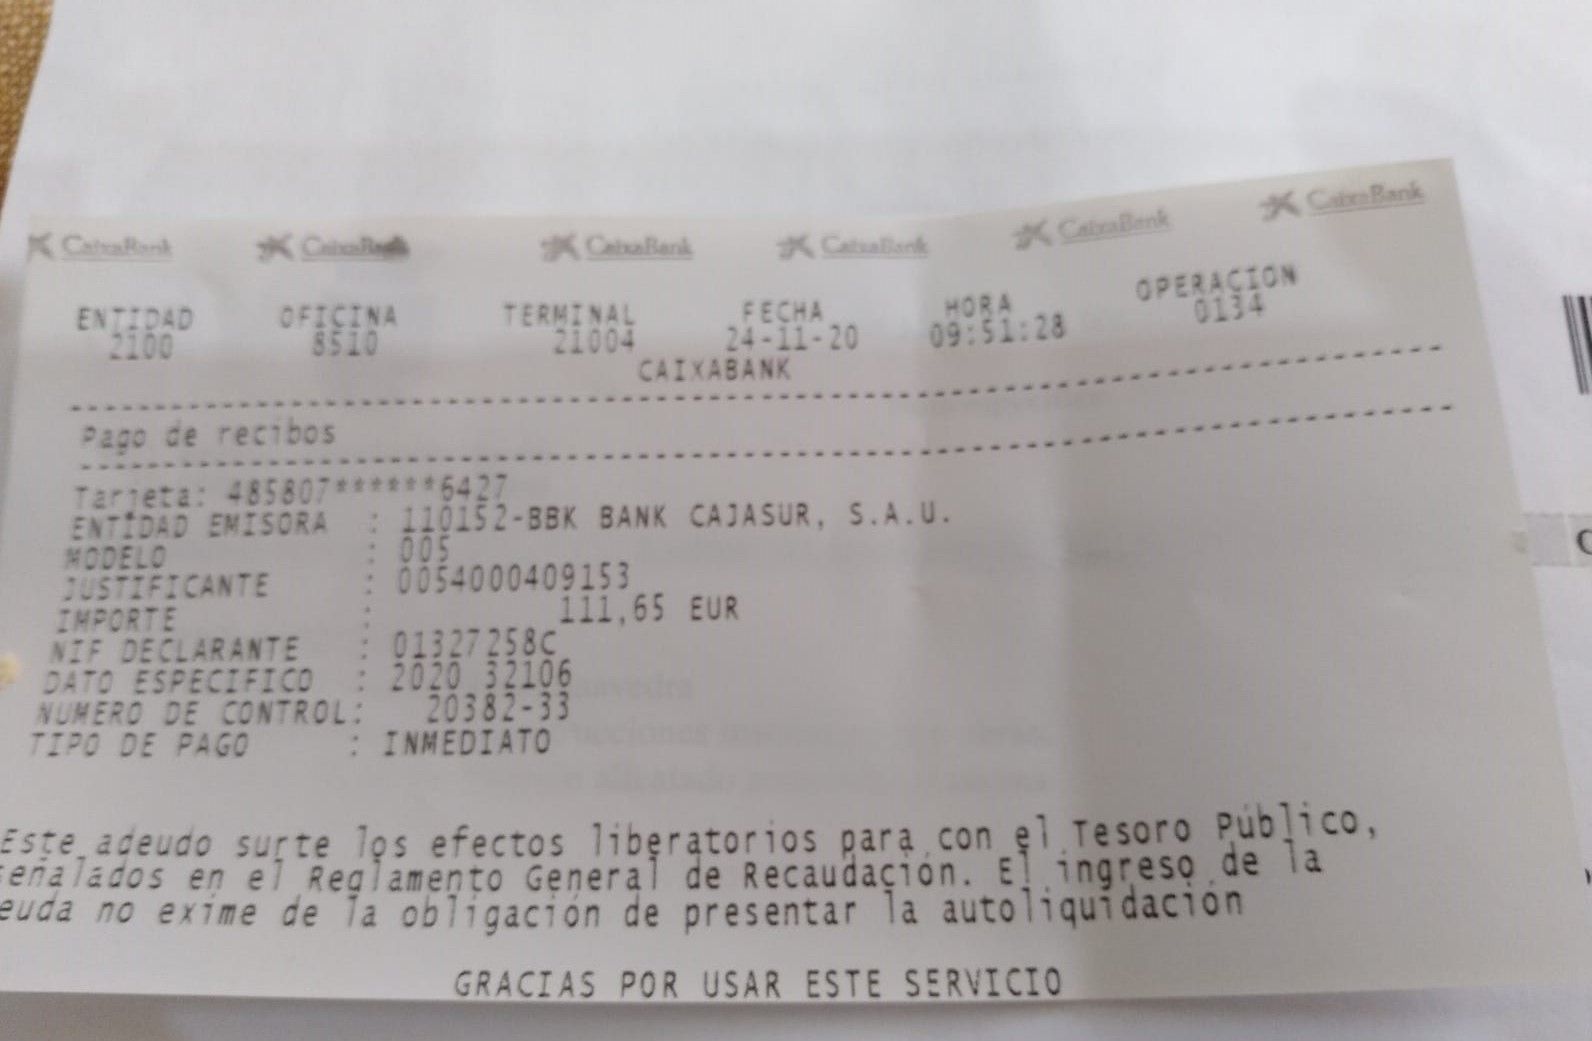 CaixaBank CaixaBank CaixaBank CaixaBank CaixaBank CaixaBank
ENTIDAD OFICINA TERMINAL FECHA HORA OPERACION
2100 8510 21004 24-11-20 09:51:28 0134
CAIXABANK
Pago de recibos
Tarjeta: 485807******6427
ENTIDAD EMISORA : 110152-BBK BANK CAJASUR, S.A.U.
MODELO : 005
JUSTIFICANTE : 0054000409153
IMPORTE : 111,65 EUR
NIF DECLARANTE : 01327258C
DATO ESPECIFICO : 2020 32106
NUMERO DE CONTROL: 20382-33
TIPO DE PAGO : INMEDIATO
Este adeudo surte los efectos liberatorios para con el Tesoro Público,
señalados en el Reglamento General de Recaudación. El ingreso de la
euda no exime de la obligación de presentar la autoliquidación
GRACIAS POR USAR ESTE SERVICIO